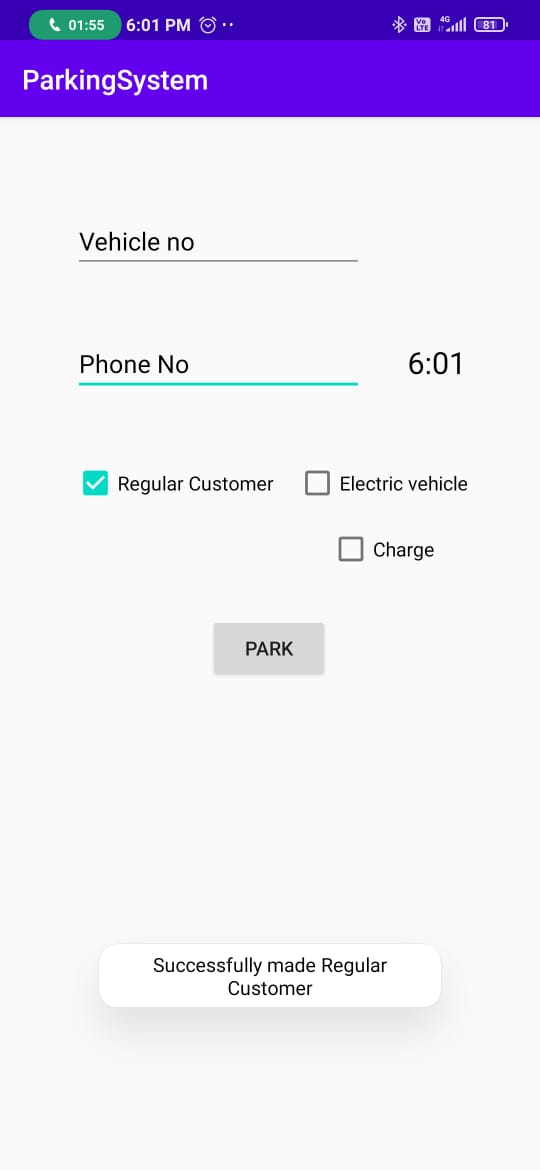 01:55 6:01 PM Vo LTE 4G 81
ParkingSystem
Vehicle no
Phone No 6:01
Regular Customer Electric vehicle
Charge
PARK
Successfully made Regular
Customer